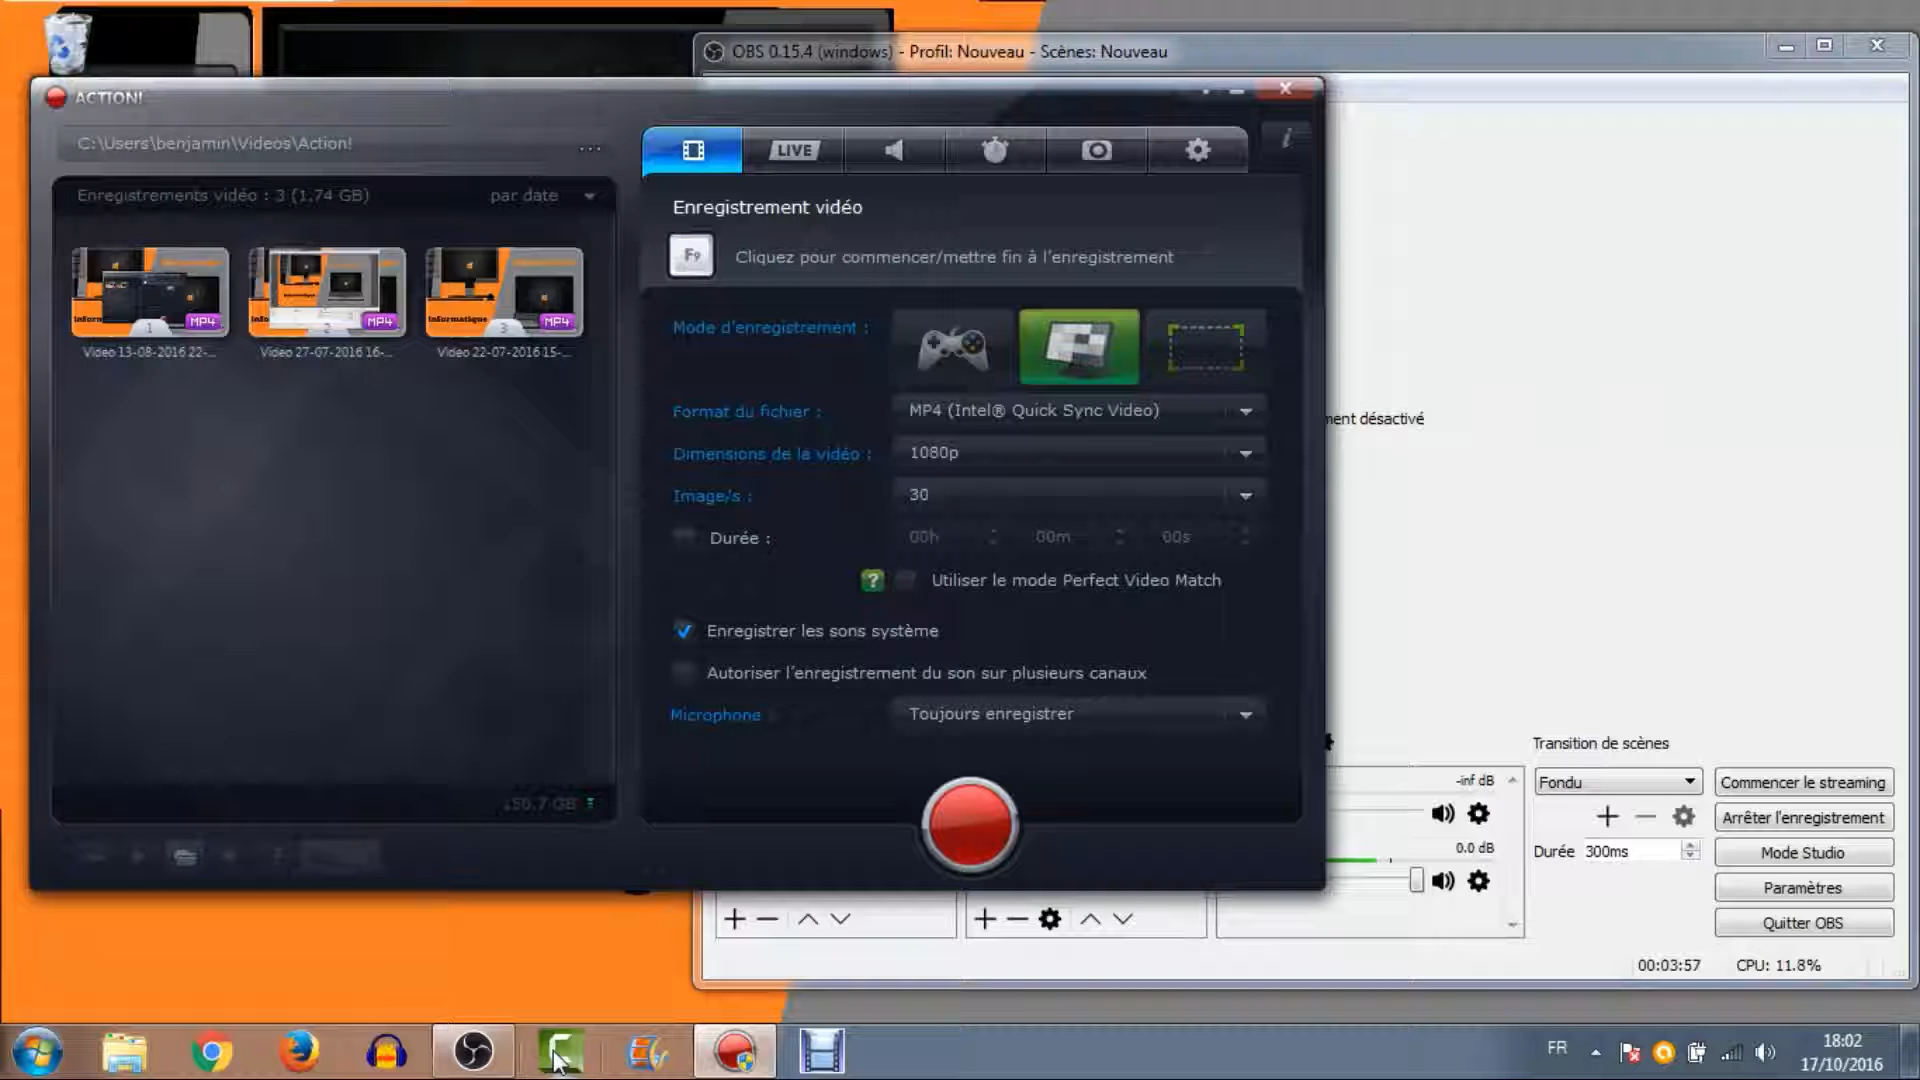 OBS 0.15.4 (windows) - Profil: Nouveau - Scènes: Nouveau
ACTION!
C:\Users\benjamin\Videos\Action!
...
LIVE
i
Enregistrements vidéo : 3 (1.74 GB)
par date
1
MP4
2
MP4
Informatique
3
MP4
Video 13-08-2016 22-...
Video 27-07-2016 16-...
Video 22-07-2016 15-...
Enregistrement vidéo
F9
Cliquez pour commencer/mettre fin à l'enregistrement
Mode d'enregistrement :
Format du fichier :
MP4 (Intel® Quick Sync Video)
Dimensions de la vidéo :
1080p
Image/s :
30
Durée :
00h
00m
00s
?
Utiliser le mode Perfect Video Match
Enregistrer les sons système
Autoriser l'enregistrement du son sur plusieurs canaux
Microphone
Toujours enregistrer
ment désactivé
Transition de scènes
-inf dB
Fondu
Commencer le streaming
Arrêter l'enregistrement
0.0 dB
Durée
300ms
Mode Studio
Paramètres
Quitter OBS
00:03:57
CPU: 11.8%
FR
18:02
17/10/2016